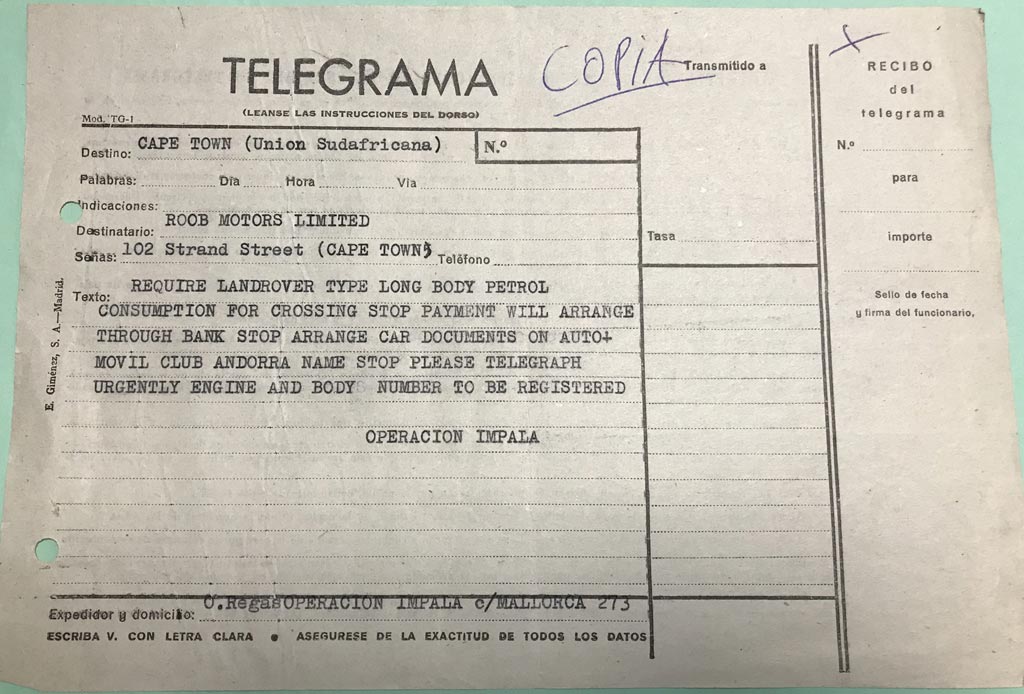 TELEGRAMA
COPIA
(LEANSE LAS INSTRUCCIONES DEL DORSO)
Mod. TG-1
Destino: CAPE TOWN (Union Sudafricana)
N.º
Palabras: Día Hora Vía
Indicaciones:
Destinatario: ROOB MOTORS LIMITED
Señas: 102 Strand Street (CAPE TOWN) Teléfono
Texto: REQUIRE LANDROVER TYPE LONG BODY PETROL
CONSUMPTION FOR CROSSING STOP PAYMENT WILL ARRANGE
THROUGH BANK STOP ARRANGE CAR DOCUMENTS ON AUTO-
MOVIL CLUB ANDORRA NAME STOP PLEASE TELEGRAPH
URGENTLY ENGINE AND BODY NUMBER TO BE REGISTERED
OPERACION IMPALA
Expedidor y domicilio: O.Regas OPERACION IMPALA c/MALLORCA 273
ESCRIBA V. CON LETRA CLARA ● ASEGURESE DE LA EXACTITUD DE TODOS LOS DATOS
E. Giménez, S. A.—Madrid.
Transmitido a
Tasa
RECIBO
del
telegrama
N.º
para
importe
Sello de fecha
y firma del funcionario,